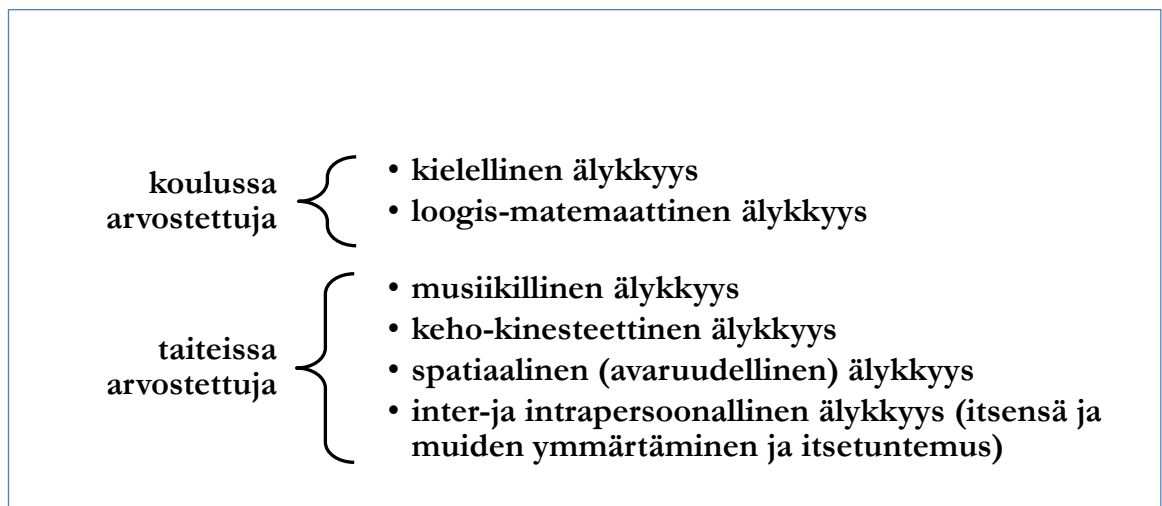 koulussa
arvostettuja
• kielellinen älykkyys
• loogis-matemaattinen älykkyys
taiteissa
arvostettuja
• musiikillinen älykkyys
• keho-kinesteettinen älykkyys
• spatiaalinen (avaruudellinen) älykkyys
• inter-ja intrapersoonallinen älykkyys (itsensä ja
muiden ymmärtäminen ja itsetuntemus)